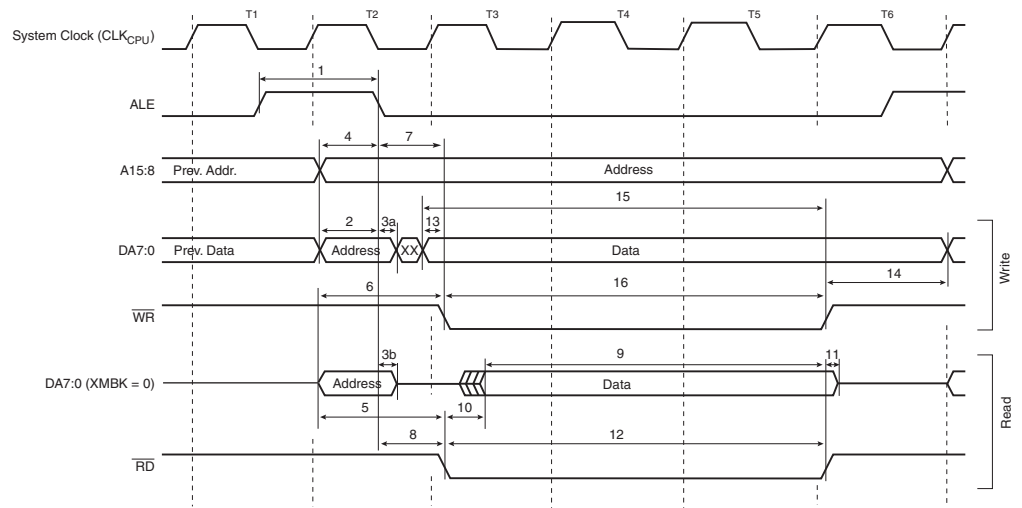 T1 T2 T3 T4 T5 T6
System Clock (CLKCPU)
1
ALE
4 7
A15:8 Prev. Addr. Address
15
2 3a 13
DA7:0 Prev. Data Address XX Data
14
6 16
WR
Write
3b 9 11
DA7:0 (XMBK = 0) Address Data
5 10
8 12
RD
Read